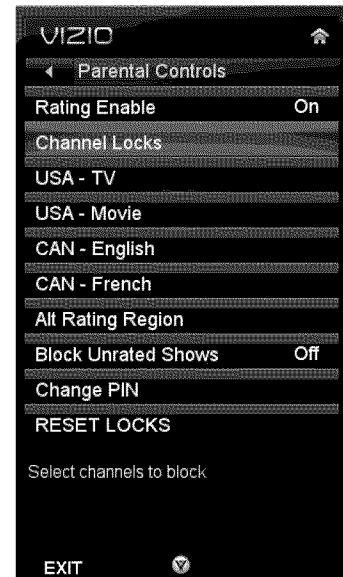 VIZIO
Parental Controls
Rating Enable On
Channel Locks
USA - TV
USA - Movie
CAN - English
CAN - French
Alt Rating Region
Block Unrated Shows Off
Change PIN
RESET LOCKS
Select channels to block
EXIT